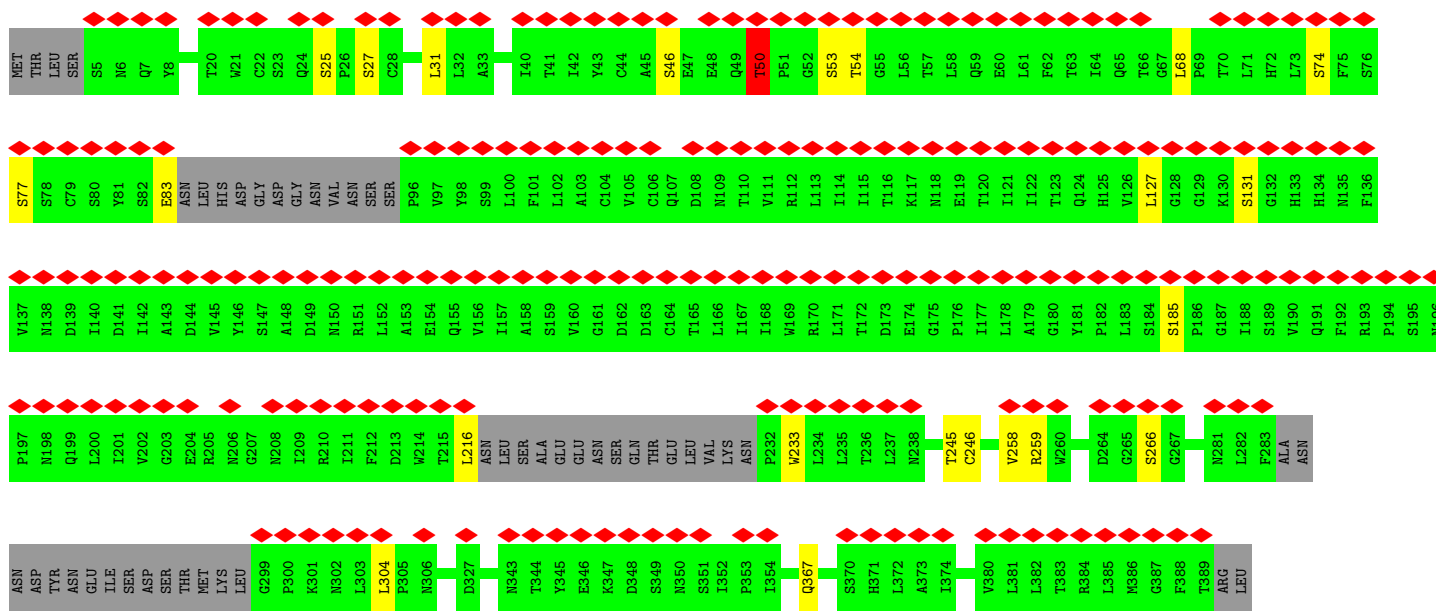 MET THR LEU SER S5 N6 Q7 Y8 T20 W21 C22 S23 Q24 S25 P26 S27 C28 L31 L32 A33 I40 T41 I42 Y43 C44 A45 S46 E47 E48 Q49 T50 P51 G52 S53 T54 G55 L56 T57 L58 Q59 E60 L61 F62 T63 I64 Q65 T66 G67 L68 P69 T70 L71 H72 L73 S74 F75 S76
S77 S78 C79 S80 Y81 S82 E83 ASN LEU HIS ASP GLY ASP GLY ASN VAL ASN SER SER P96 V97 Y98 S99 L100 F101 L102 A103 C104 V105 C106 Q107 D108 N109 T110 V111 R112 L113 I114 I115 T116 K117 N118 E119 T120 I121 I122 T123 Q124 H125 V126 L127 G128 G129 K130 S131 G132 H133 H134 N135 F136
V137 N138 D139 I140 D141 I142 A143 D144 V145 Y146 S147 A148 D149 N150 R151 L152 A153 E154 Q155 V156 I157 A158 S159 V160 G161 D162 D163 C164 T165 L166 I167 I168 W169 R170 L171 T172 D173 E174 G175 P176 I177 L178 A179 G180 Y181 P182 L183 S184 S185 P186 G187 I188 S189 V190 Q191 F192 R193 P194 S195 N196
P197 N198 Q199 L200 I201 V202 G203 E204 R205 N206 G207 N208 I209 R210 I211 F212 D213 W214 T215 L216 ASN LEU SER ALA GLU GLU ASN SER GLN THR GLU LEU VAL LYS ASN P232 W233 L234 L235 T236 L237 N238 T245 C246 V258 R259 W260 D264 G265 S266 G267 N281 L282 F283 ALA ASN
ASN ASP TYR ASN GLU ILE SER ASP SER THR MET LYS LEU G299 P300 K301 N302 L303 L304 P305 N306 D327 N343 T344 Y345 E346 K347 D348 S349 N350 S351 I352 P353 I354 Q367 S370 H371 L372 A373 I374 V380 L381 L382 T383 R384 L385 M386 G387 F388 T389 ARG LEU